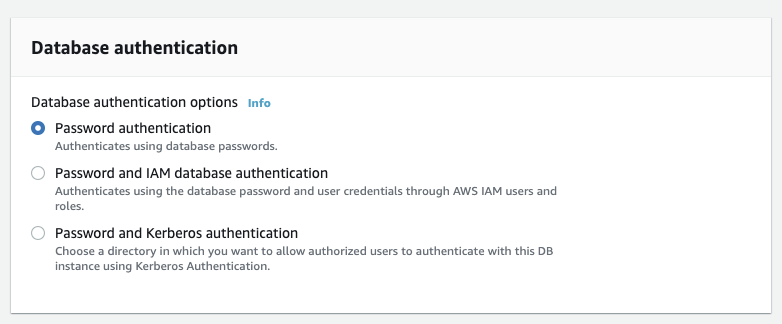 Database authentication
Database authentication options Info
Password authentication
Authenticates using database passwords.
Password and IAM database authentication
Authenticates using the database password and user credentials through AWS IAM users and
roles.
Password and Kerberos authentication
Choose a directory in which you want to allow authorized users to authenticate with this DB
instance using Kerberos Authentication.